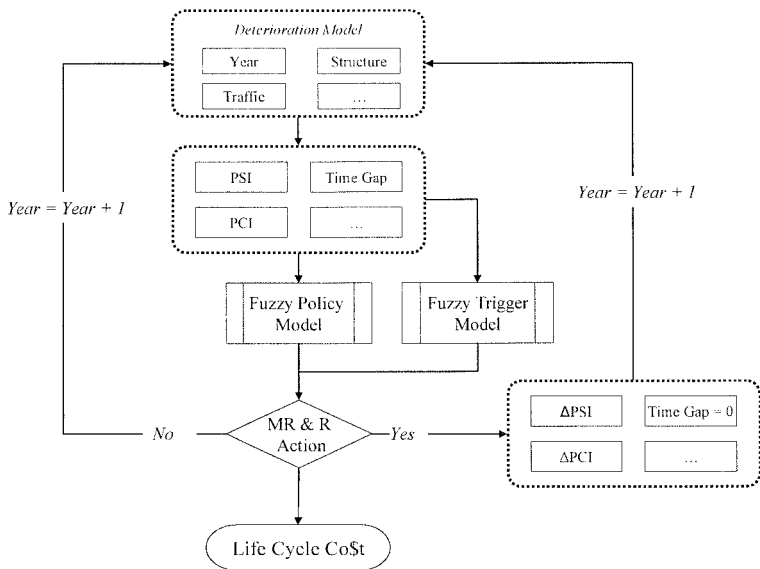 Deterioration Model
Year
Structure
Traffic
...
PSI
Time Gap
PCI
...
Year = Year + 1
Year = Year + 1
Fuzzy Policy
Model
Fuzzy Trigger
Model
MR & R
Action
No
Yes
ΔPSI
Time Gap = 0
ΔPCI
...
Life Cycle Co$t